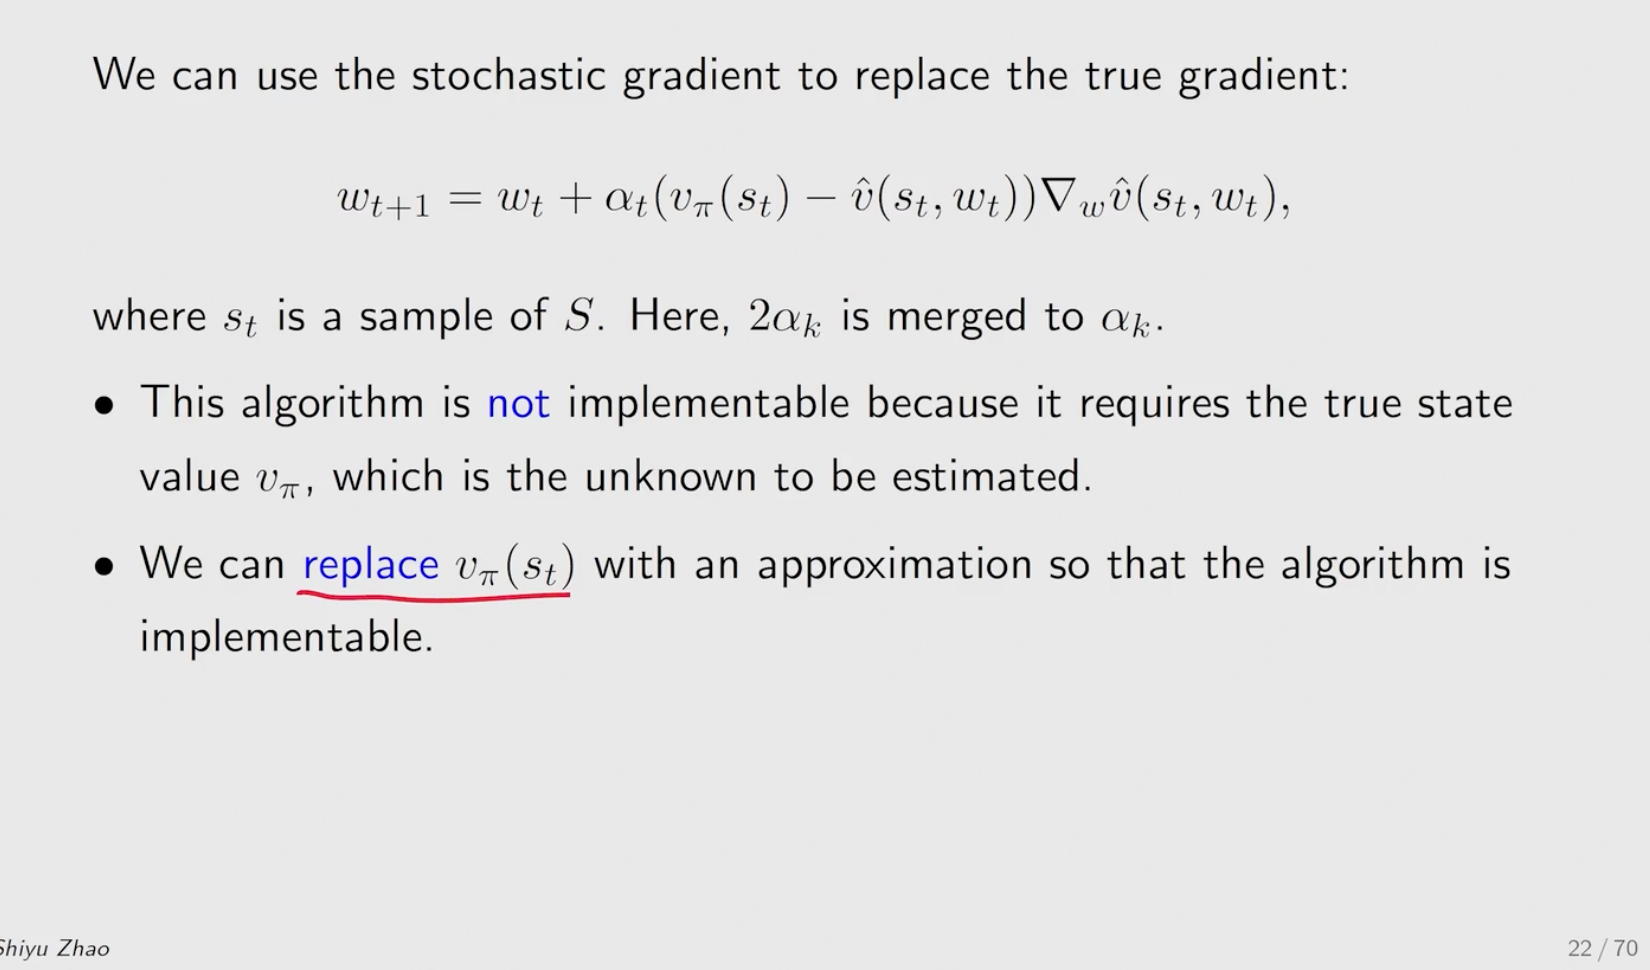 We can use the stochastic gradient to replace the true gradient:
$w_{t+1} = w_t + \alpha_t(v_\pi(s_t) - \hat{v}(s_t, w_t))\nabla_w \hat{v}(s_t, w_t),$
where $s_t$ is a sample of $S$. Here, $2\alpha_k$ is merged to $\alpha_k$.
• This algorithm is not implementable because it requires the true state
value $v_\pi$, which is the unknown to be estimated.
• We can replace $v_\pi(s_t)$ with an approximation so that the algorithm is
implementable.
Shiyu Zhao
22 / 70